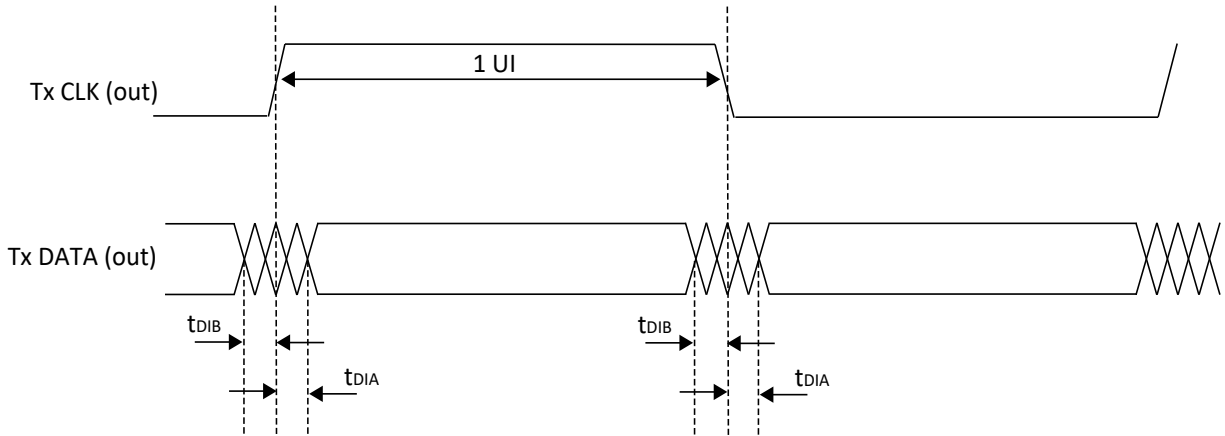 1 UI
Tx CLK (out)
Tx DATA (out)
tDIB
tDIB
tDIA
tDIA